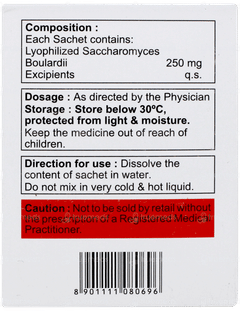 Composition :
Each Sachet contains:
Lyophilized Saccharomyces
Boulardii 250 mg
Excipients q.s.
Dosage : As directed by the Physician
Storage : Store below 30ºC,
protected from light & moisture.
Keep the medicine out of reach of
children.
Direction for use : Dissolve the
content of sachet in water.
Do not mix in very cold & hot liquid.
Caution : Not to be sold by retail without
the prescription of a Registered Medical
Practitioner.
8 901111 080696